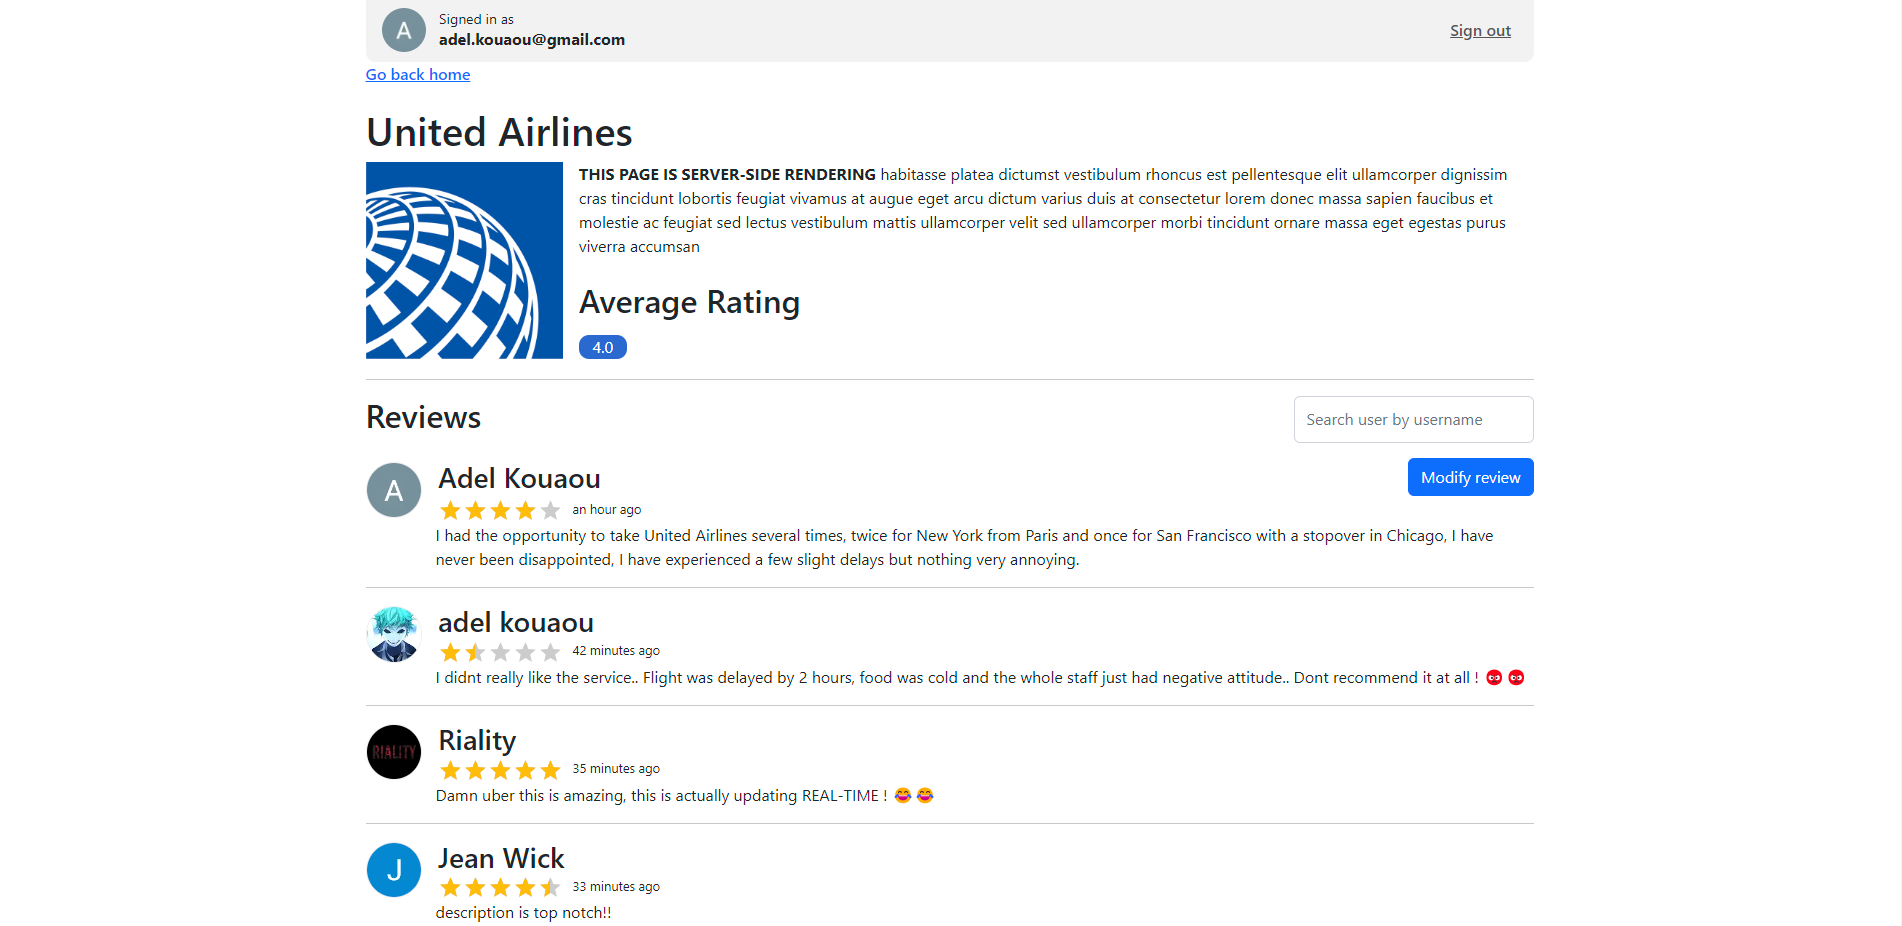 A
Signed in as
adel.kouaou@gmail.com
Sign out
Go back home
United Airlines
THIS PAGE IS SERVER-SIDE RENDERING habitasse platea dictumst vestibulum rhoncus est pellentesque elit ullamcorper dignissim
cras tincidunt lobortis feugiat vivamus at augue eget arcu dictum varius duis at consectetur lorem donec massa sapien faucibus et
molestie ac feugiat sed lectus vestibulum mattis ullamcorper velit sed ullamcorper morbi tincidunt ornare massa eget egestas purus
viverra accumsan
Average Rating
4.0
Reviews
Search user by username
A
Adel Kouaou
Modify review
an hour ago
I had the opportunity to take United Airlines several times, twice for New York from Paris and once for San Francisco with a stopover in Chicago, I have
never been disappointed, I have experienced a few slight delays but nothing very annoying.
adel kouaou
42 minutes ago
I didnt really like the service.. Flight was delayed by 2 hours, food was cold and the whole staff just had negative attitude.. Dont recommend it at all !
RIALITY
Riality
35 minutes ago
Damn uber this is amazing, this is actually updating REAL-TIME ! 😂😂
J
Jean Wick
33 minutes ago
description is top notch!!